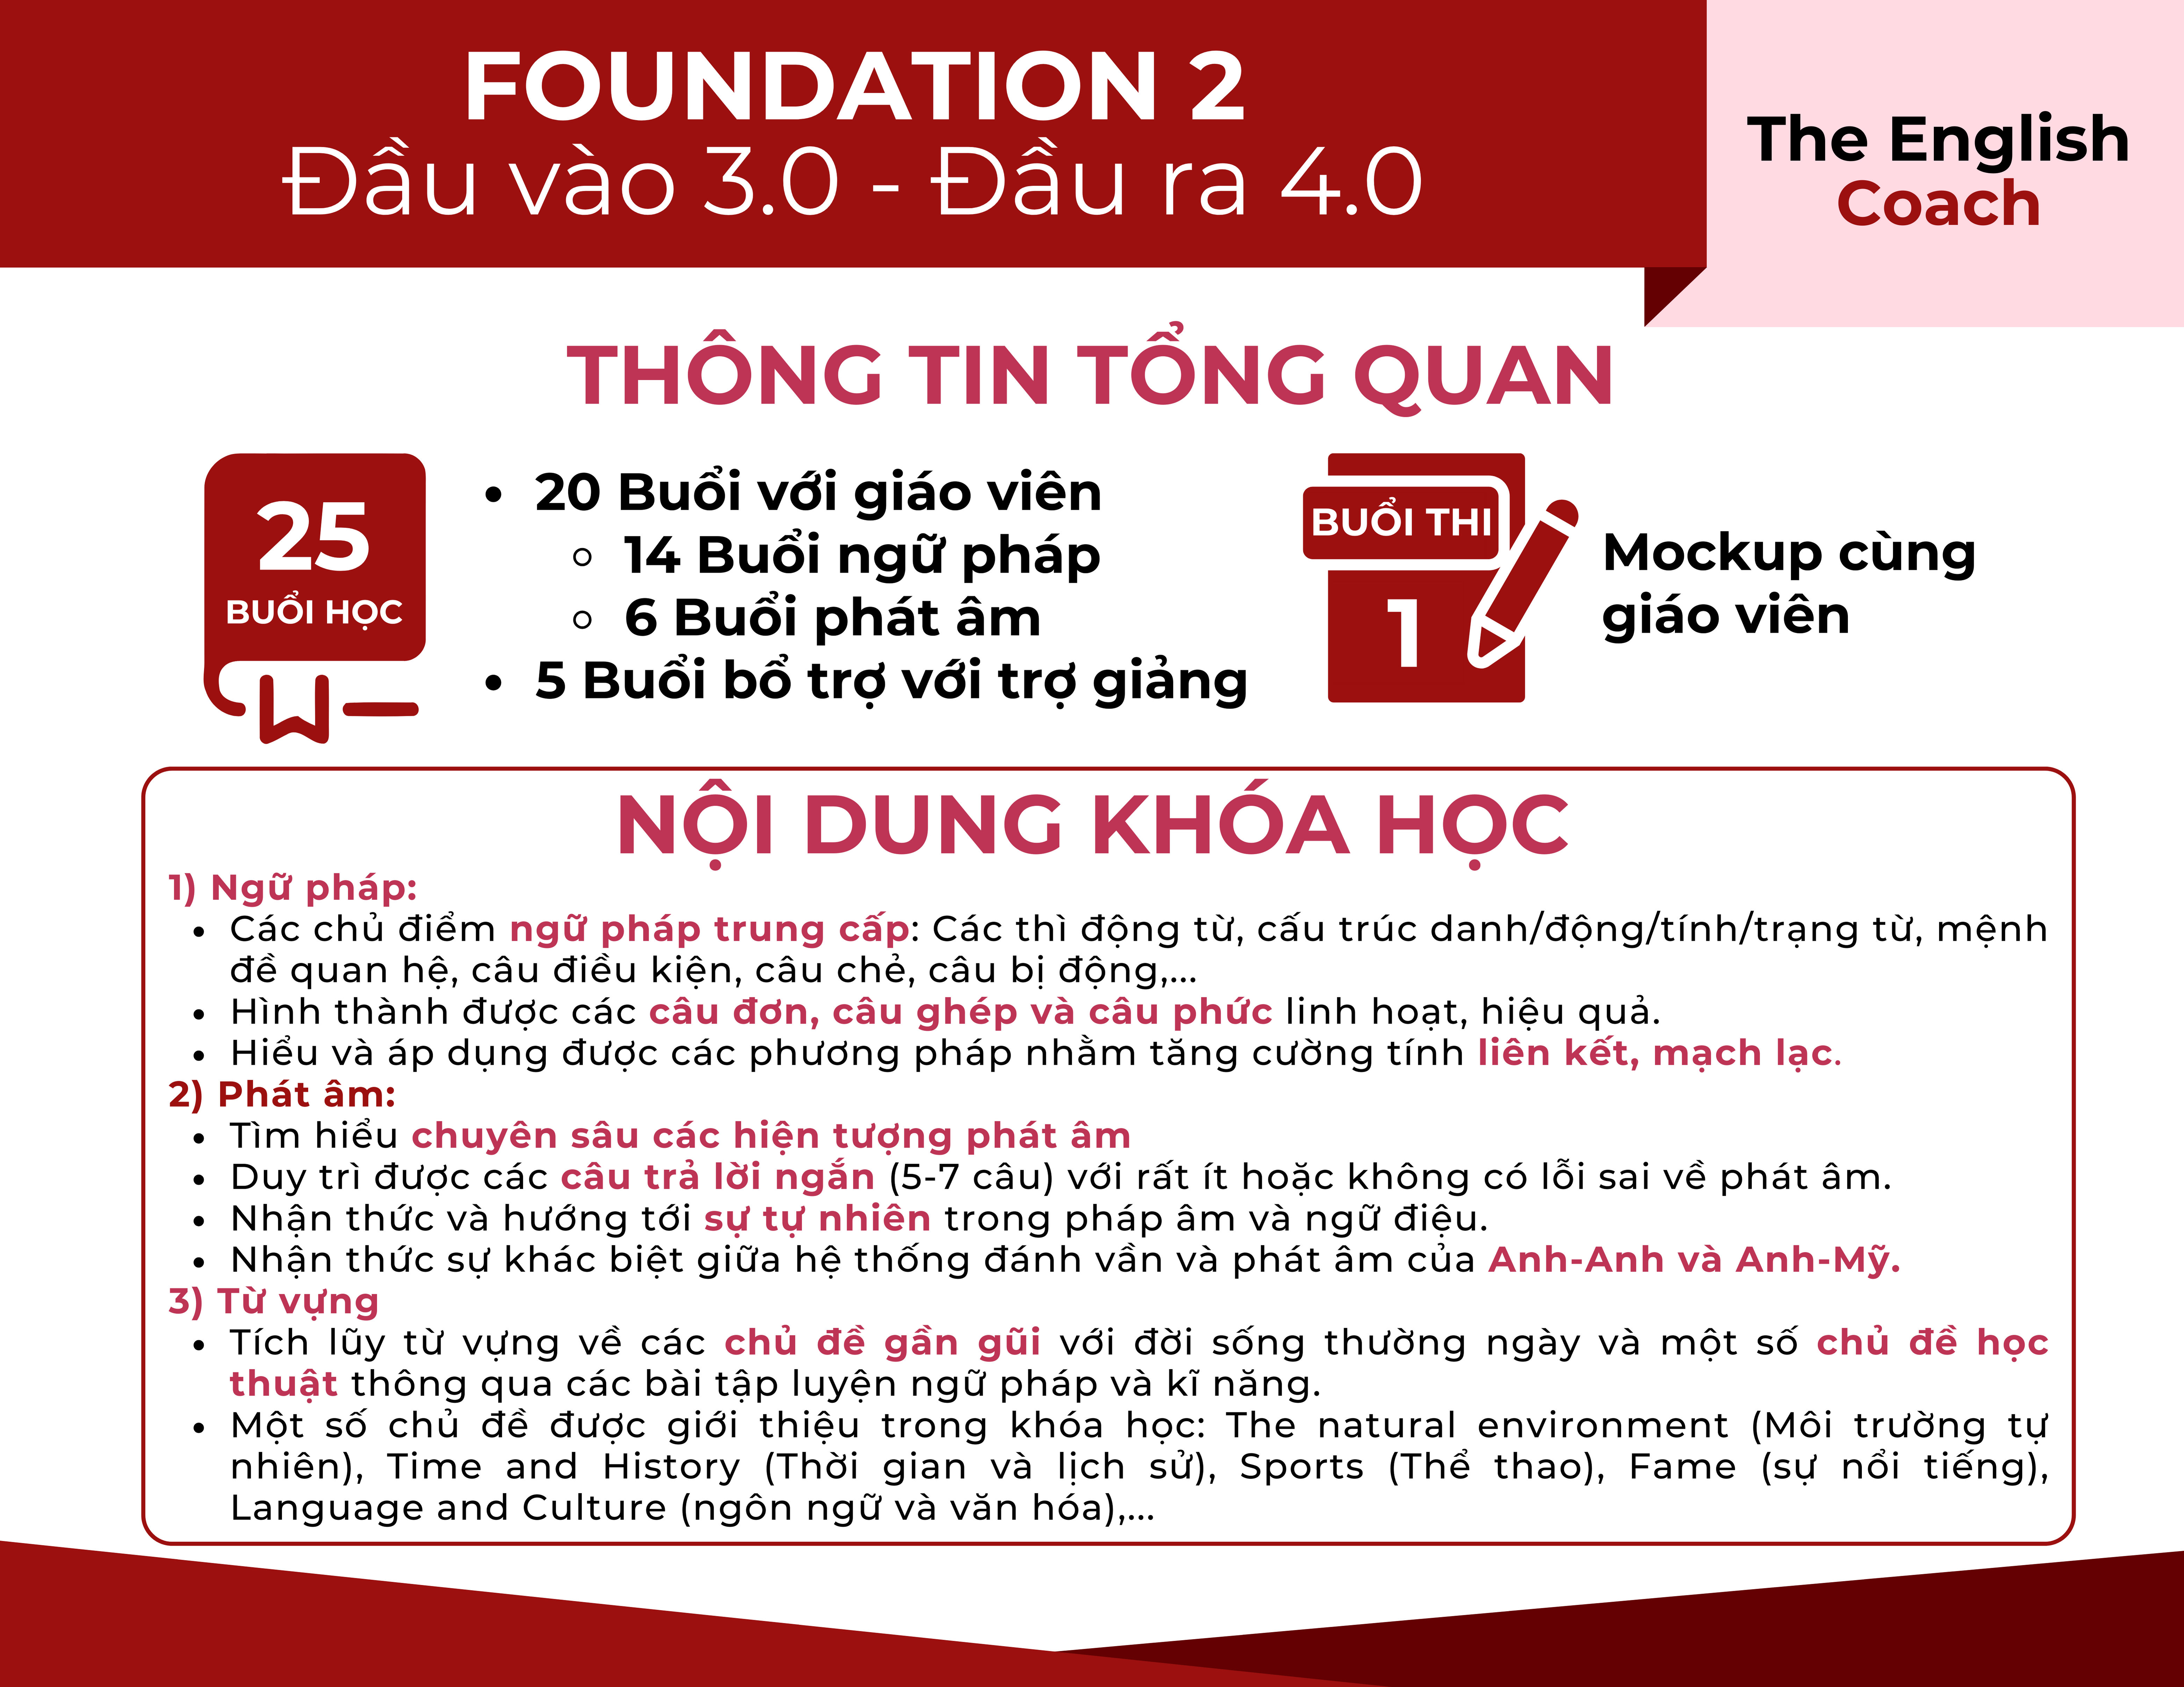 FOUNDATION 2
Đầu vào 3.0 - Đầu ra 4.0
The English
Coach
THÔNG TIN TỔNG QUAN
25
BUỔI HỌC
• 20 Buổi với giáo viên
◦ 14 Buổi ngữ pháp
◦ 6 Buổi phát âm
• 5 Buổi bổ trợ với trợ giảng
BUỔI THI
1
Mockup cùng
giáo viên
NỘI DUNG KHÓA HỌC
1) Ngữ pháp:
• Các chủ điểm ngữ pháp trung cấp: Các thì động từ, cấu trúc danh/động/tính/trạng từ, mệnh
đề quan hệ, câu điều kiện, câu chẻ, câu bị động,...
• Hình thành được các câu đơn, câu ghép và câu phức linh hoạt, hiệu quả.
• Hiểu và áp dụng được các phương pháp nhằm tăng cường tính liên kết, mạch lạc.
2) Phát âm:
• Tìm hiểu chuyên sâu các hiện tượng phát âm
• Duy trì được các câu trả lời ngắn (5-7 câu) với rất ít hoặc không có lỗi sai về phát âm.
• Nhận thức và hướng tới sự tự nhiên trong pháp âm và ngữ điệu.
• Nhận thức sự khác biệt giữa hệ thống đánh vần và phát âm của Anh-Anh và Anh-Mỹ.
3) Từ vựng
• Tích lũy từ vựng về các chủ đề gần gũi với đời sống thường ngày và một số chủ đề học
thuật thông qua các bài tập luyện ngữ pháp và kĩ năng.
• Một số chủ đề được giới thiệu trong khóa học: The natural environment (Môi trường tự
nhiên), Time and History (Thời gian và lịch sử), Sports (Thể thao), Fame (sự nổi tiếng),
Language and Culture (ngôn ngữ và văn hóa),...